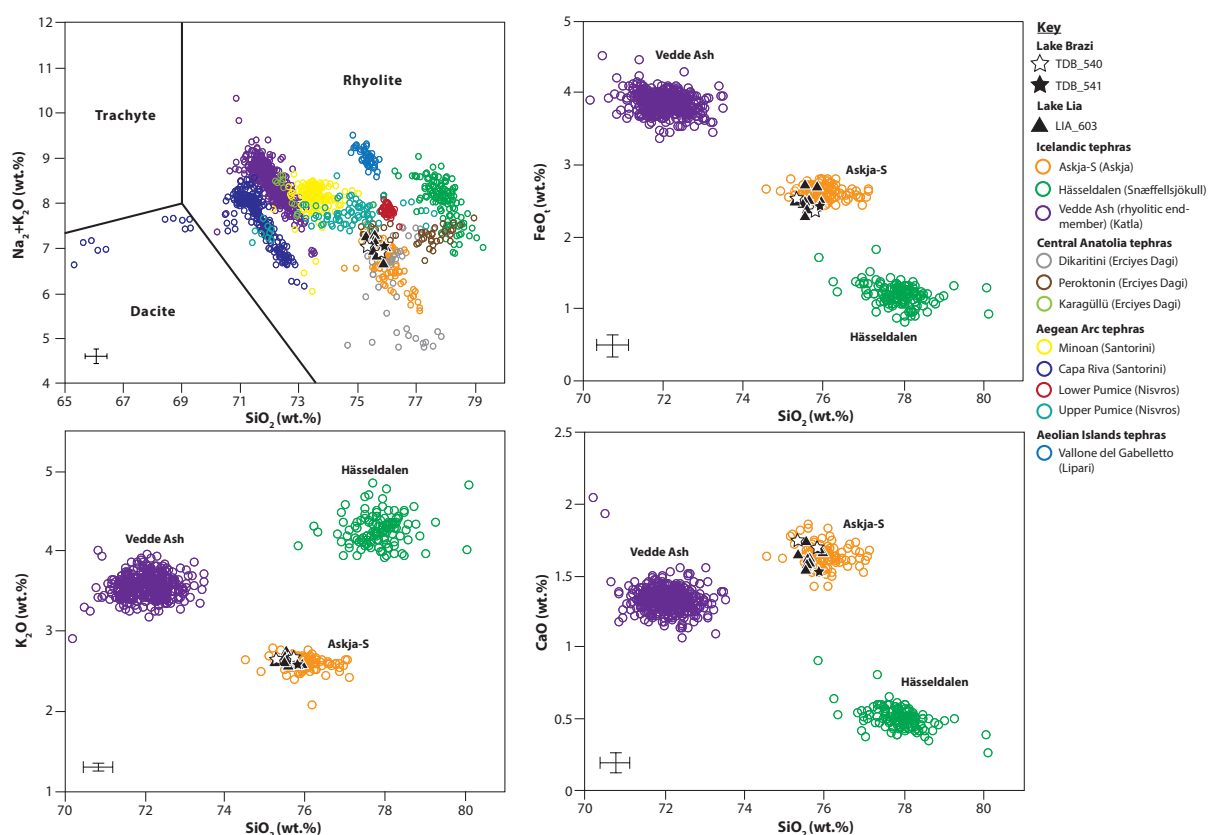 12
11
10
9
8
7
6
5
4
Na₂+K₂O (wt.%)
Trachyte
Rhyolite
Dacite
65
67
69
71
73
75
77
79
SiO₂ (wt.%)
5
4
3
2
1
0
FeOₜ (wt.%)
Vedde Ash
Askja-S
Hässeldalen
70
72
74
76
78
80
SiO₂ (wt.%)
Key
Lake Brazi
TDB_540
TDB_541
Lake Lia
LIA_603
Icelandic tephras
Askja-S (Askja)
Hässeldalen (Snæffellsjökull)
Vedde Ash (rhyolitic end-
member) (Katla)
Central Anatolia tephras
Dikaritini (Erciyes Dagi)
Peroktonin (Erciyes Dagi)
Karagüllü (Erciyes Dagi)
Aegean Arc tephras
Minoan (Santorini)
Capa Riva (Santorini)
Lower Pumice (Nisvros)
Upper Pumice (Nisvros)
Aeolian Islands tephras
Vallone del Gabelletto
(Lipari)
5
4
3
2
1
K₂O (wt.%)
Hässeldalen
Vedde Ash
Askja-S
70
72
74
76
78
80
SiO₂ (wt.%)
2.5
2
1.5
1
0.5
0
CaO (wt.%)
Askja-S
Vedde Ash
Hässeldalen
70
72
74
76
78
80
SiO₂ (wt.%)